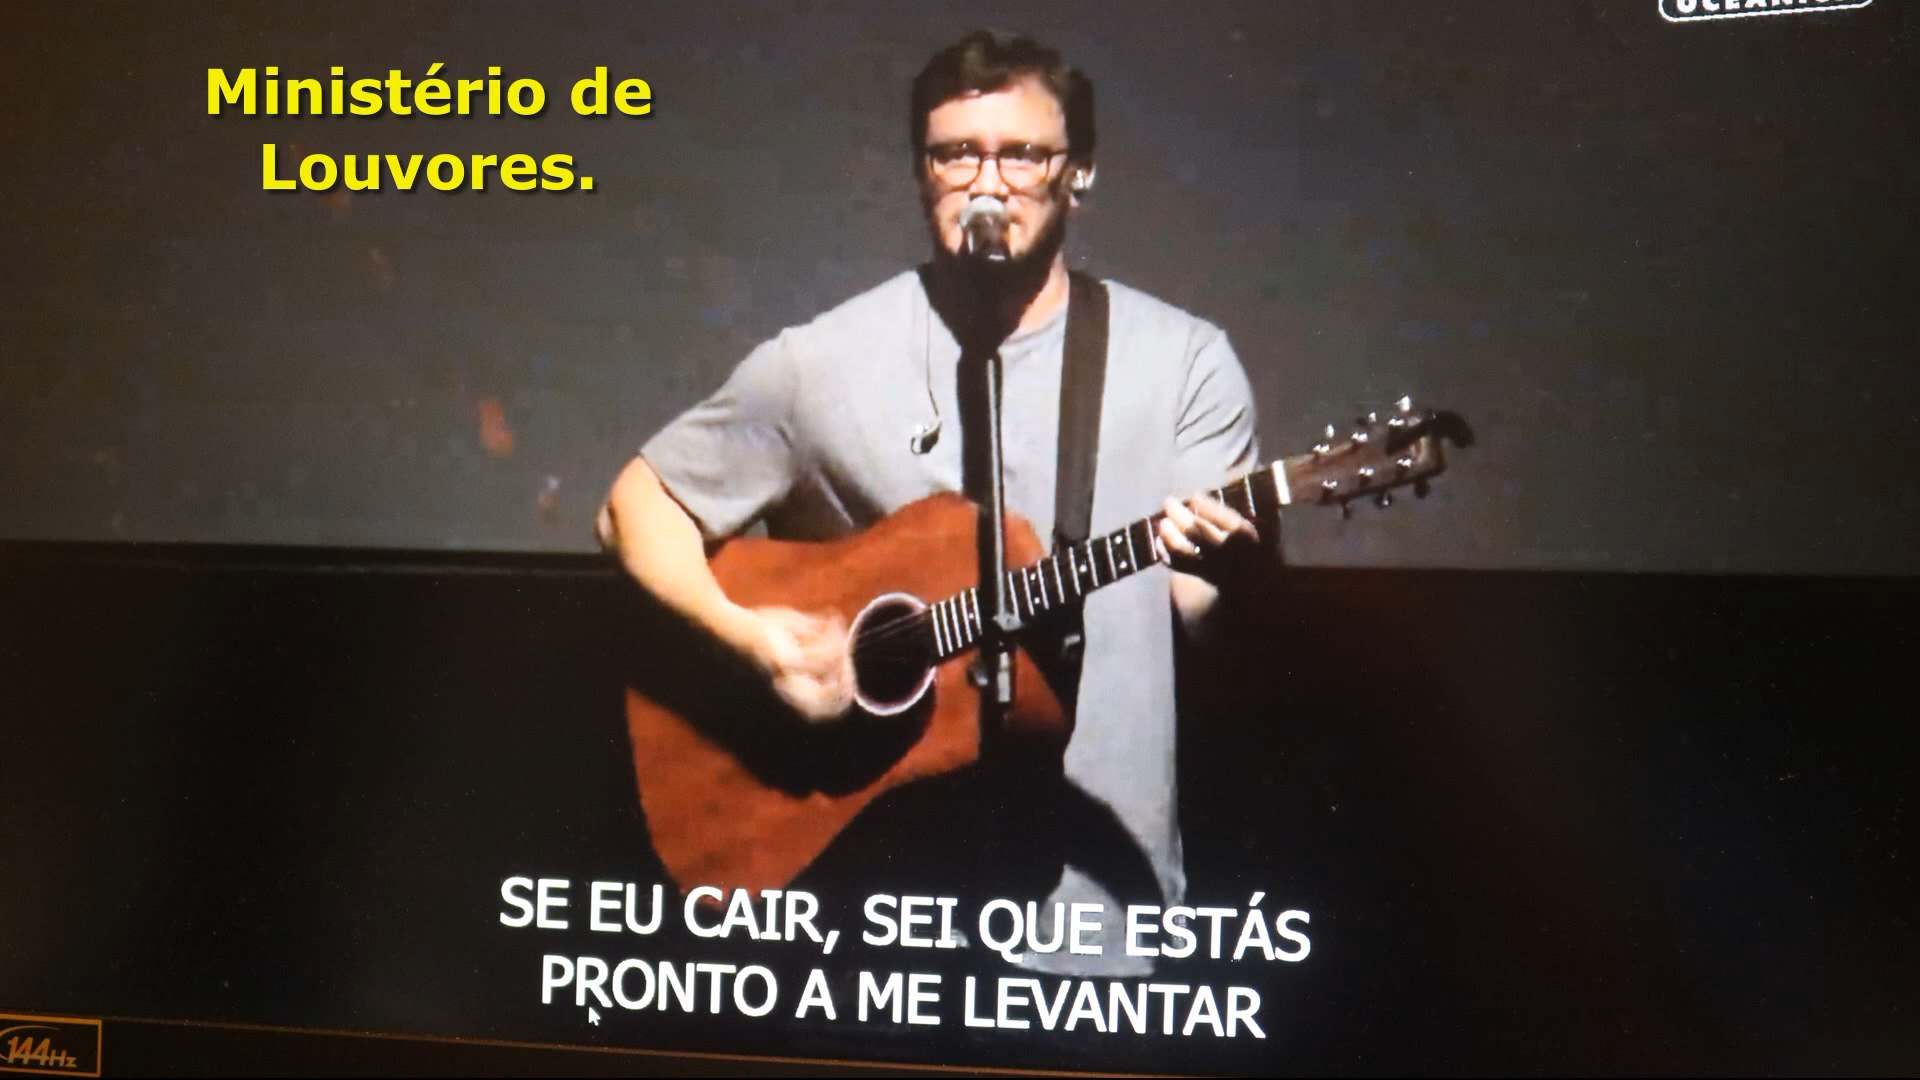 Ministério de
Louvores.
SE EU CAIR, SEI QUE ESTÁS
PRONTO A ME LEVANTAR
144Hz